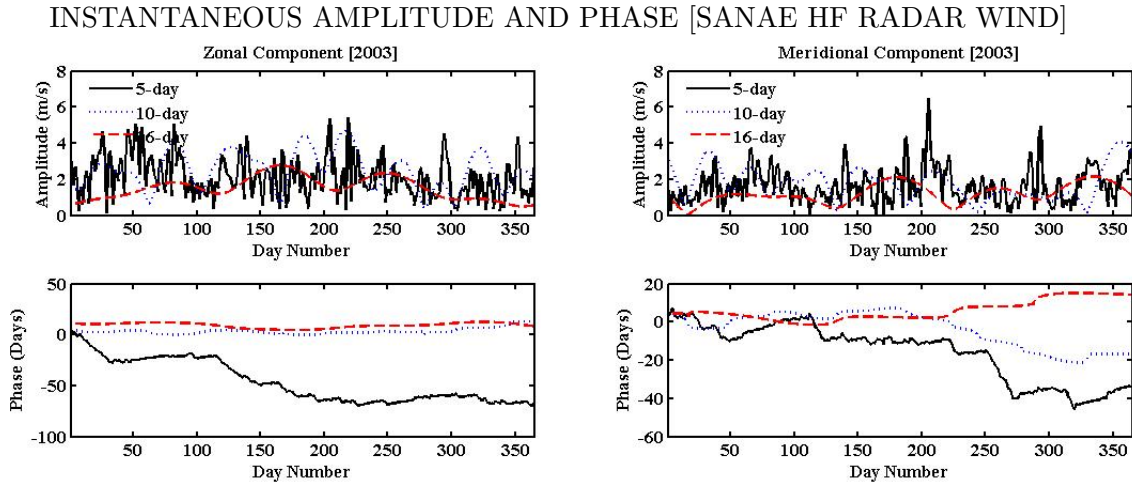 INSTANTANEOUS AMPLITUDE AND PHASE [SANAE HF RADAR WIND]
Zonal Component [2003]
Amplitude (m/s)
8
6
4
2
0
5-day
10-day
16-day
50 100 150 200 250 300 350
Day Number
Meridional Component [2003]
Amplitude (m/s)
8
6
4
2
0
5-day
10-day
16-day
50 100 150 200 250 300 350
Day Number
Phase (Days)
50
0
-50
-100
50 100 150 200 250 300 350
Day Number
Phase (Days)
20
0
-20
-40
-60
50 100 150 200 250 300 350
Day Number